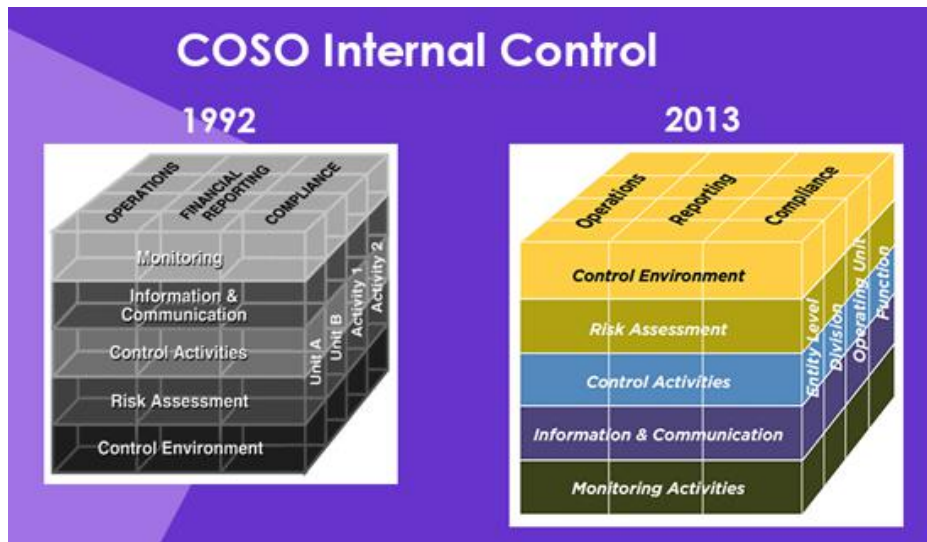 COSO Internal Control
1992
OPERATIONS
FINANCIAL
REPORTING
COMPLIANCE
Monitoring
Information &
Communication
Control Activities
Risk Assessment
Control Environment
Unit A
Unit B
Activity 1
Activity 2
2013
Operations
Reporting
Compliance
Control Environment
Risk Assessment
Control Activities
Information & Communication
Monitoring Activities
Entity Level
Division
Operating Unit
Function